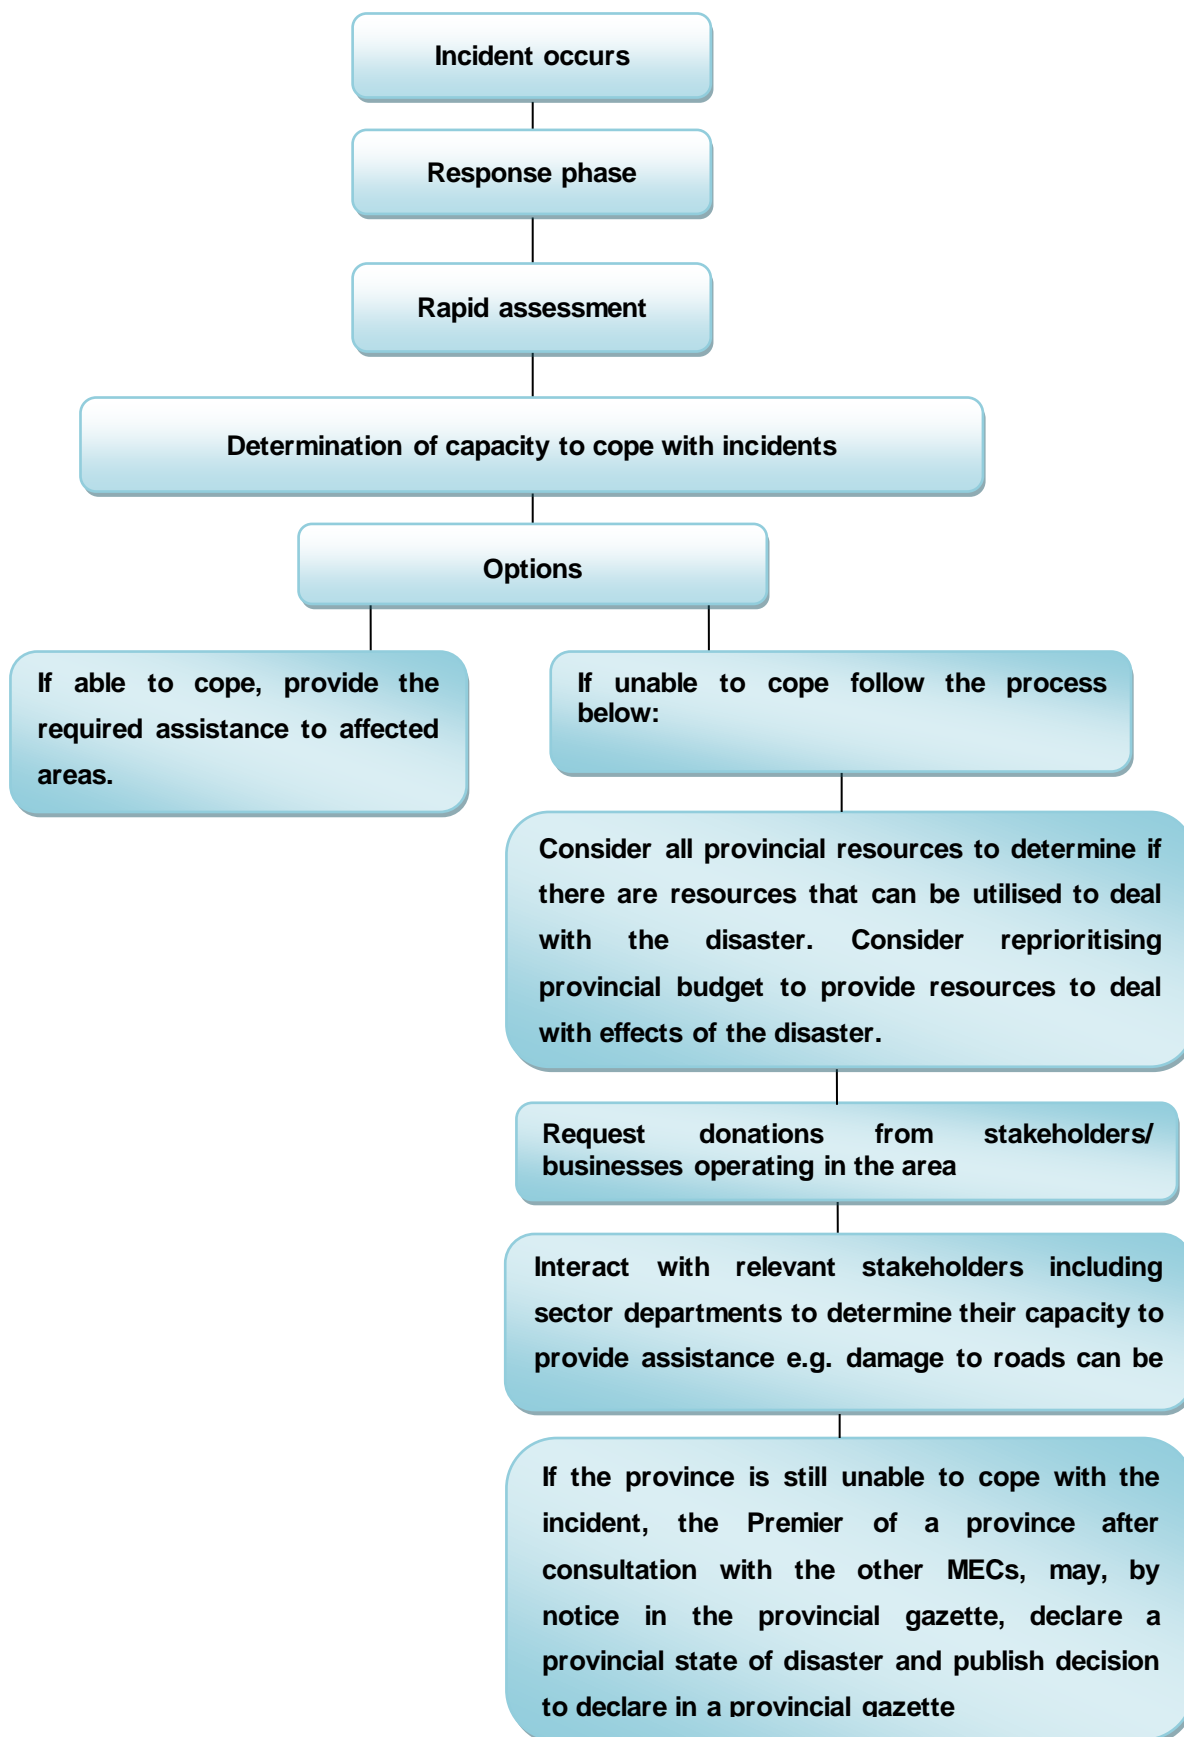 Incident occurs
Response phase
Rapid assessment
Determination of capacity to cope with incidents
Options
If able to cope, provide the
required assistance to affected
areas.
If unable to cope follow the process
below:
Consider all provincial resources to determine if
there are resources that can be utilised to deal
with the disaster. Consider reprioritising
provincial budget to provide resources to deal
with effects of the disaster.
Request donations from stakeholders/
businesses operating in the area
Interact with relevant stakeholders including
sector departments to determine their capacity to
provide assistance e.g. damage to roads can be
If the province is still unable to cope with the
incident, the Premier of a province after
consultation with the other MECs, may, by
notice in the provincial gazette, declare a
provincial state of disaster and publish decision
to declare in a provincial gazette